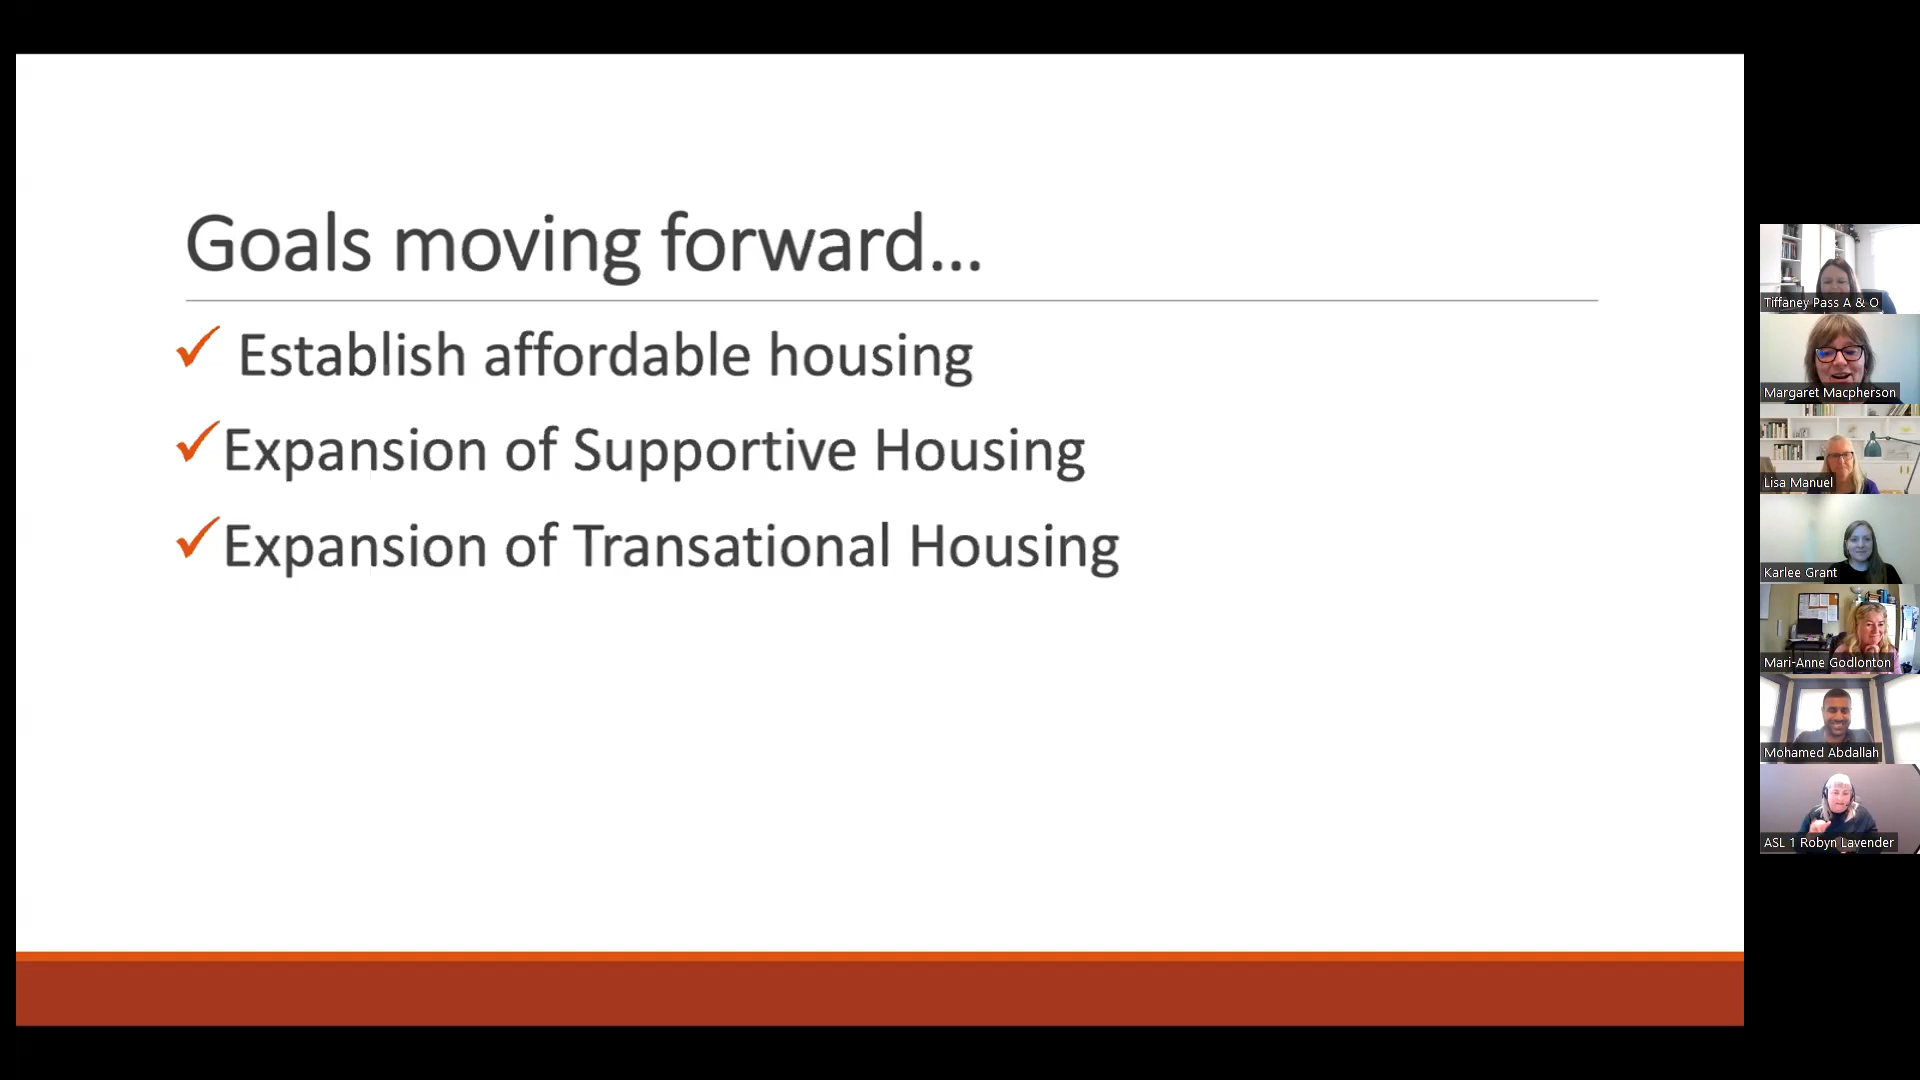 Goals moving forward...
Establish affordable housing
Expansion of Supportive Housing
Expansion of Transational Housing
Tiffaney Pass A & O
Margaret Macpherson
Lisa Manuel
Karlee Grant
Mari-Anne Godlonton
Mohamed Abdallah
ASL 1 Robyn Lavender